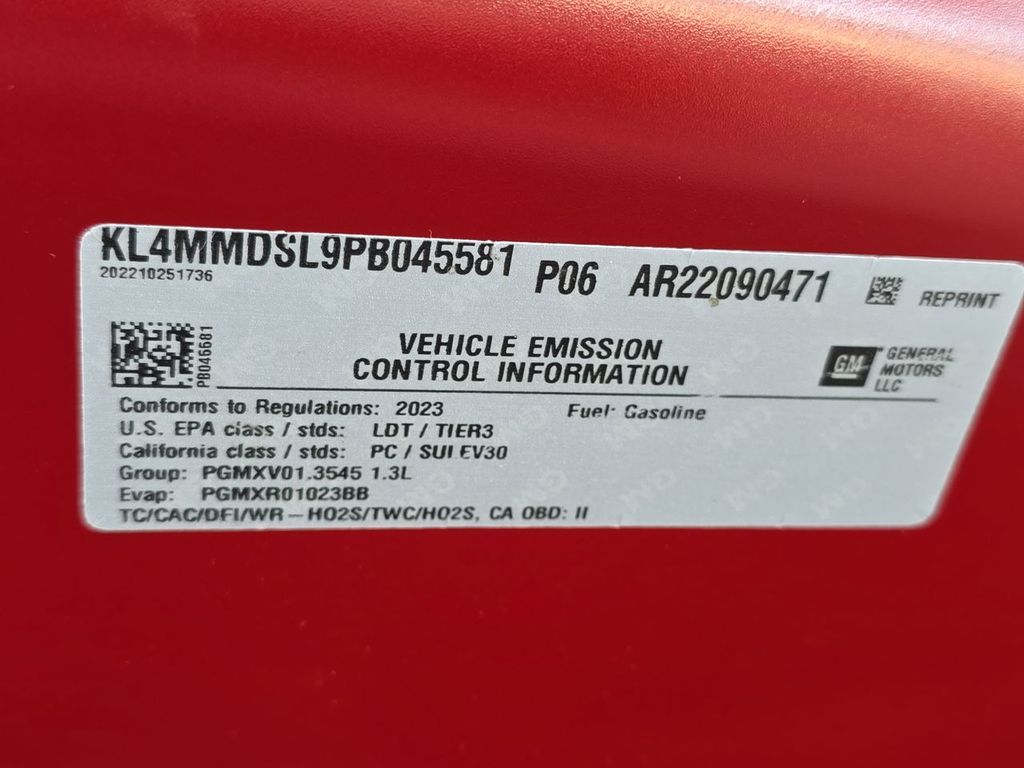 KL4MMDSL9PB045581 P06 AR22090471 REPRINT
202210251736
PB045581
VEHICLE EMISSION
CONTROL INFORMATION
GM GENERAL
MOTORS
LLC
Conforms to Regulations: 2023 Fuel: Gasoline
U.S. EPA class / stds: LDT / TIER3
California class / stds: PC / SULEV30
Group: PGMXV01.3545 1.3L
Evap: PGMXR01023BB
TC/CAC/DFI/WR-HO2S/TWC/HO2S, CA OBD: II